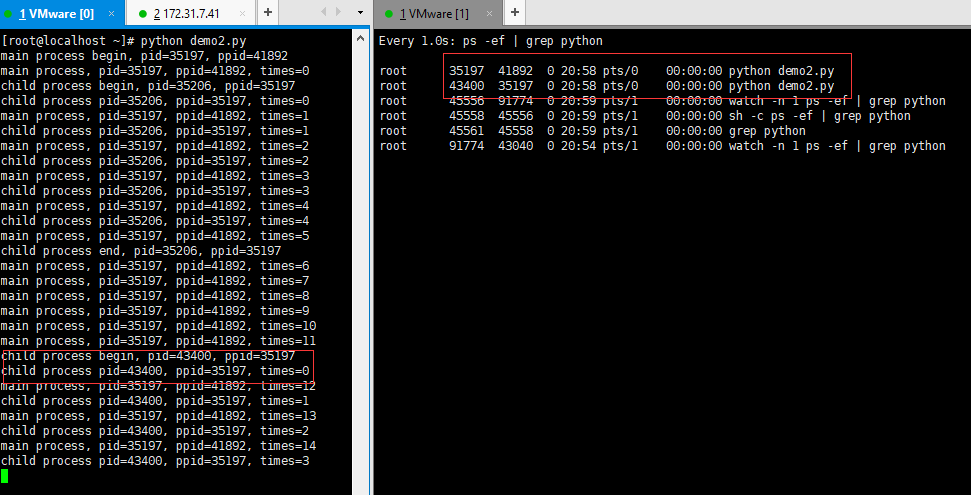 1 VMware [0] ×
2 172.31.7.41 ×
+
[root@localhost ~]# python demo2.py
main process begin, pid=35197, ppid=41892
main process, pid=35197, ppid=41892, times=0
child process begin, pid=35206, ppid=35197
child process pid=35206, ppid=35197, times=0
main process, pid=35197, ppid=41892, times=1
child process pid=35206, ppid=35197, times=1
main process, pid=35197, ppid=41892, times=2
child process pid=35206, ppid=35197, times=2
main process, pid=35197, ppid=41892, times=3
child process pid=35206, ppid=35197, times=3
main process, pid=35197, ppid=41892, times=4
child process pid=35206, ppid=35197, times=4
main process, pid=35197, ppid=41892, times=5
child process end, pid=35206, ppid=35197
main process, pid=35197, ppid=41892, times=6
main process, pid=35197, ppid=41892, times=7
main process, pid=35197, ppid=41892, times=8
main process, pid=35197, ppid=41892, times=9
main process, pid=35197, ppid=41892, times=10
main process, pid=35197, ppid=41892, times=11
child process begin, pid=43400, ppid=35197
child process pid=43400, ppid=35197, times=0
main process, pid=35197, ppid=41892, times=12
child process pid=43400, ppid=35197, times=1
main process, pid=35197, ppid=41892, times=13
child process pid=43400, ppid=35197, times=2
main process, pid=35197, ppid=41892, times=14
child process pid=43400, ppid=35197, times=3
1 VMware [1] ×
+
Every 1.0s: ps -ef | grep python
root 35197 41892 0 20:58 pts/0 00:00:00 python demo2.py
root 43400 35197 0 20:58 pts/0 00:00:00 python demo2.py
root 45556 91774 0 20:59 pts/1 00:00:00 watch -n 1 ps -ef | grep python
root 45558 45556 0 20:59 pts/1 00:00:00 sh -c ps -ef | grep python
root 45561 45558 0 20:59 pts/1 00:00:00 grep python
root 91774 43040 0 20:54 pts/1 00:00:00 watch -n 1 ps -ef | grep python